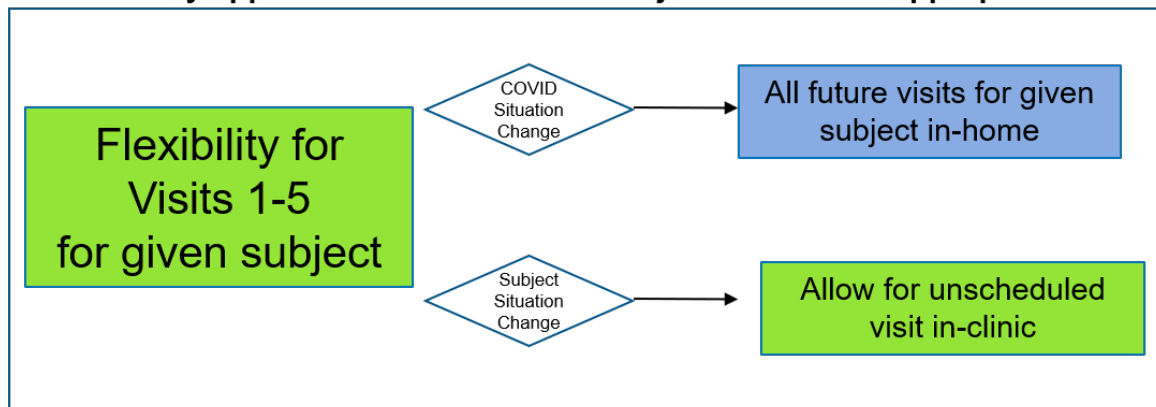 Flexibility for
Visits 1-5
for given subject
COVID
Situation
Change
All future visits for given
subject in-home
Subject
Situation
Change
Allow for unscheduled
visit in-clinic